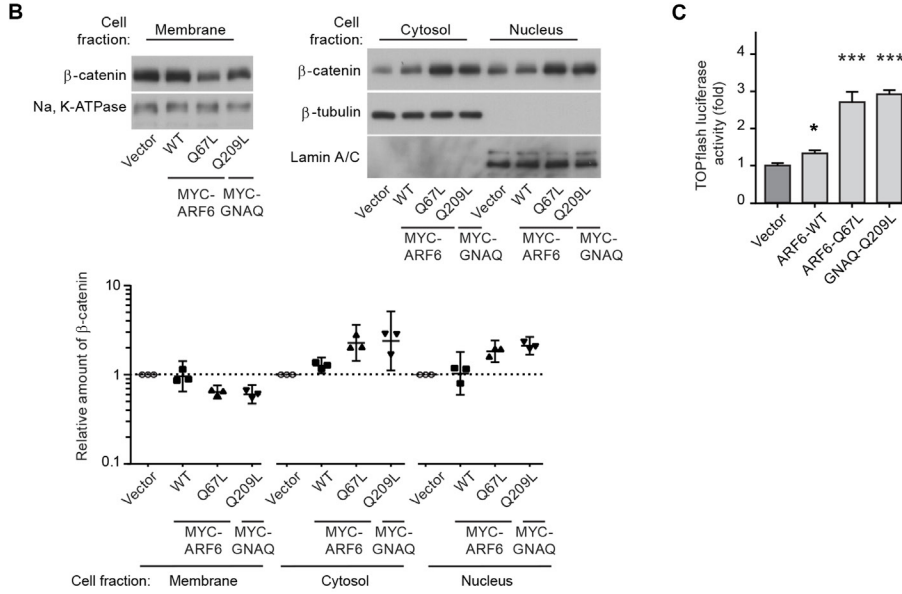 B
Cell
fraction:
Membrane
β-catenin
Na, K-ATPase
Vector
WT
Q67L
Q209L
MYC-
ARF6
MYC-
GNAQ
Cell
fraction:
Cytosol
Nucleus
β-catenin
β-tubulin
Lamin A/C
Vector
WT
Q67L
Q209L
Vector
WT
Q67L
Q209L
MYC-
ARF6
MYC-
GNAQ
MYC-
ARF6
MYC-
GNAQ
C
TOPflash luciferase
activity (fold)
4
3
2
1
0
*
***
***
Vector
ARF6-WT
ARF6-Q67L
GNAQ-Q209L
Relative amount of β-catenin
10
1
0.1
Vector
WT
Q67L
Q209L
Vector
WT
Q67L
Q209L
Vector
WT
Q67L
Q209L
MYC-
ARF6
MYC-
GNAQ
MYC-
ARF6
MYC-
GNAQ
MYC-
ARF6
MYC-
GNAQ
Cell fraction:
Membrane
Cytosol
Nucleus